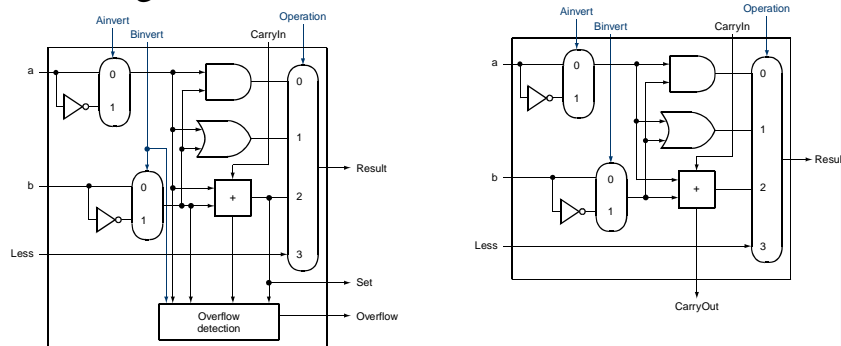 Ainvert
Binvert
CarryIn
Operation
a
0
1
0
1
b
0
1
+
2
Result
Less
3
Set
Overflow
detection
Overflow
Ainvert
Binvert
CarryIn
Operation
a
0
1
0
1
b
0
1
+
2
Resul
Less
3
CarryOut